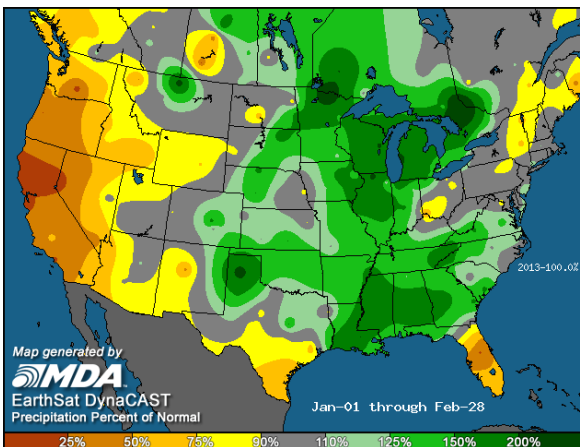 2013-100.0%
Map generated by
MDA
EarthSat DynaCAST
Precipitation Percent of Normal
Jan-01 through Feb-28
25% 50% 75% 90% 110% 125% 150% 200%